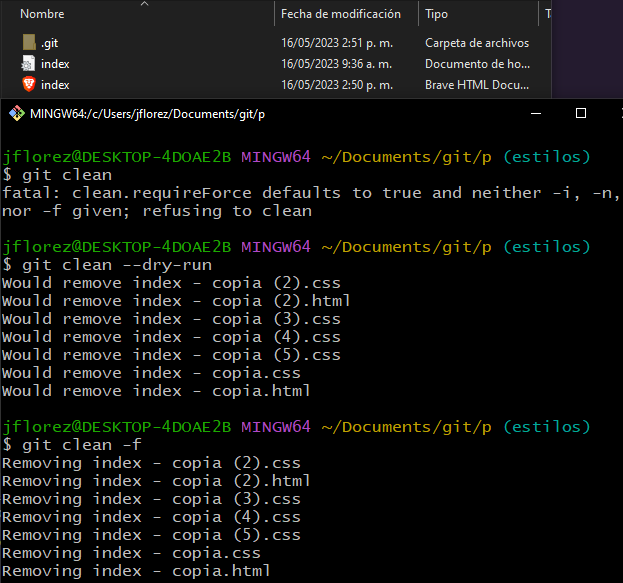 Nombre Fecha de modificación Tipo T
.git 16/05/2023 2:51 p. m. Carpeta de archivos
index 16/05/2023 9:36 a. m. Documento de ho...
index 16/05/2023 2:50 p. m. Brave HTML Docu...
MINGW64:/c/Users/jflorez/Documents/git/p
jflorez@DESKTOP-4DOAE2B MINGW64 ~/Documents/git/p (estilos)
$ git clean
fatal: clean.requireForce defaults to true and neither -i, -n,
nor -f given; refusing to clean
jflorez@DESKTOP-4DOAE2B MINGW64 ~/Documents/git/p (estilos)
$ git clean --dry-run
Would remove index - copia (2).css
Would remove index - copia (2).html
Would remove index - copia (3).css
Would remove index - copia (4).css
Would remove index - copia (5).css
Would remove index - copia.css
Would remove index - copia.html
jflorez@DESKTOP-4DOAE2B MINGW64 ~/Documents/git/p (estilos)
$ git clean -f
Removing index - copia (2).css
Removing index - copia (2).html
Removing index - copia (3).css
Removing index - copia (4).css
Removing index - copia (5).css
Removing index - copia.css
Removing index - copia.html